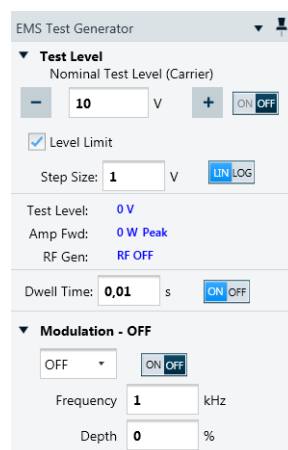 EMS Test Generator
Test Level
Nominal Test Level (Carrier)
− 10 V + ON OFF
Level Limit
Step Size: 1 V LIN LOG
Test Level: 0 V
Amp Fwd: 0 W Peak
RF Gen: RF OFF
Dwell Time: 0,01 s ON OFF
Modulation - OFF
OFF ON OFF
Frequency 1 kHz
Depth 0 %